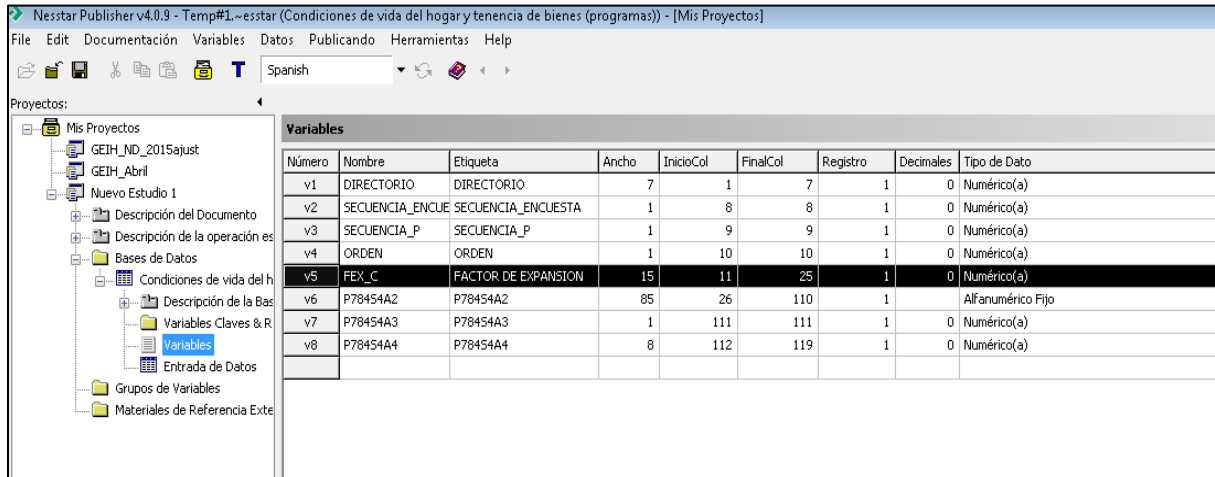 Nesstar Publisher v4.0.9 - Temp#1.~esstar (Condiciones de vida del hogar y tenencia de bienes (programas)) - [Mis Proyectos]
File Edit Documentación Variables Datos Publicando Herramientas Help
T Spanish
Proyectos:
Mis Proyectos
GEIH_ND_2015ajust
GEIH_Abril
Nuevo Estudio 1
Descripción del Documento
Descripción de la operación es
Bases de Datos
Condiciones de vida del h
Descripción de la Bas
Variables Claves & R
Variables
Entrada de Datos
Grupos de Variables
Materiales de Referencia Exte
Variables
Número Nombre Etiqueta Ancho InicioCol FinalCol Registro Decimales Tipo de Dato
v1 DIRECTORIO DIRECTORIO 7 1 7 1 0 Numérico(a)
v2 SECUENCIA_ENCUE SECUENCIA_ENCUESTA 1 8 8 1 0 Numérico(a)
v3 SECUENCIA_P SECUENCIA_P 1 9 9 1 0 Numérico(a)
v4 ORDEN ORDEN 1 10 10 1 0 Numérico(a)
v5 FEX_C FACTOR DE EXPANSION 15 11 25 1 0 Numérico(a)
v6 P784S4A2 P784S4A2 85 26 110 1 Alfanumérico Fijo
v7 P784S4A3 P784S4A3 1 111 111 1 0 Numérico(a)
v8 P784S4A4 P784S4A4 8 112 119 1 0 Numérico(a)